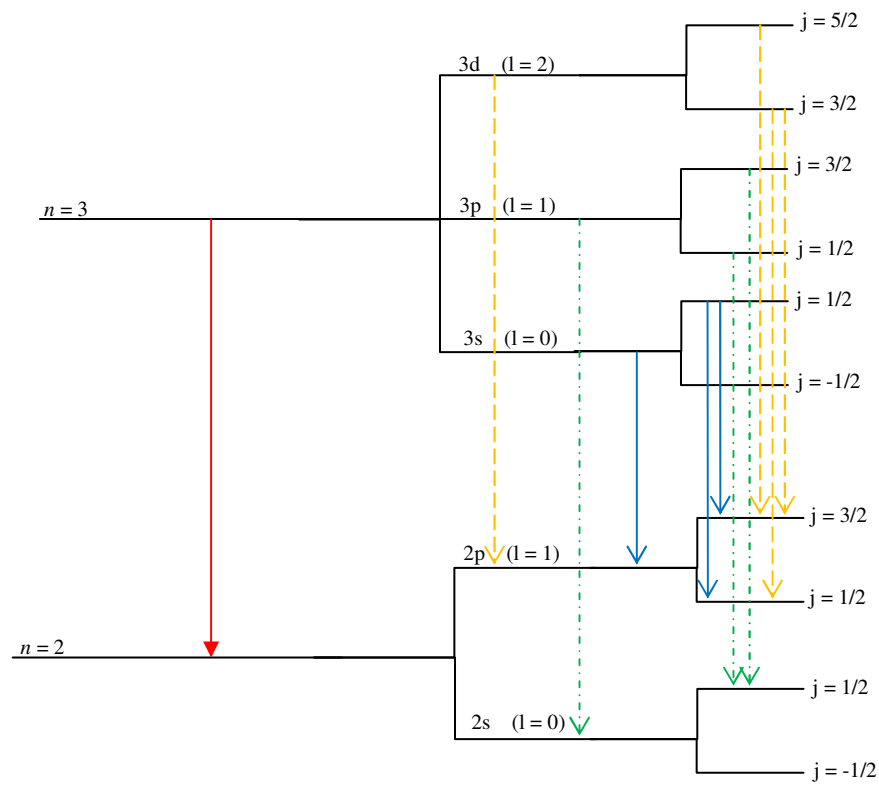 j = 5/2
3d (l = 2)
j = 3/2
j = 3/2
n = 3
3p (l = 1)
j = 1/2
j = 1/2
3s (l = 0)
j = -1/2
j = 3/2
2p (l = 1)
j = 1/2
n = 2
j = 1/2
2s (l = 0)
j = -1/2